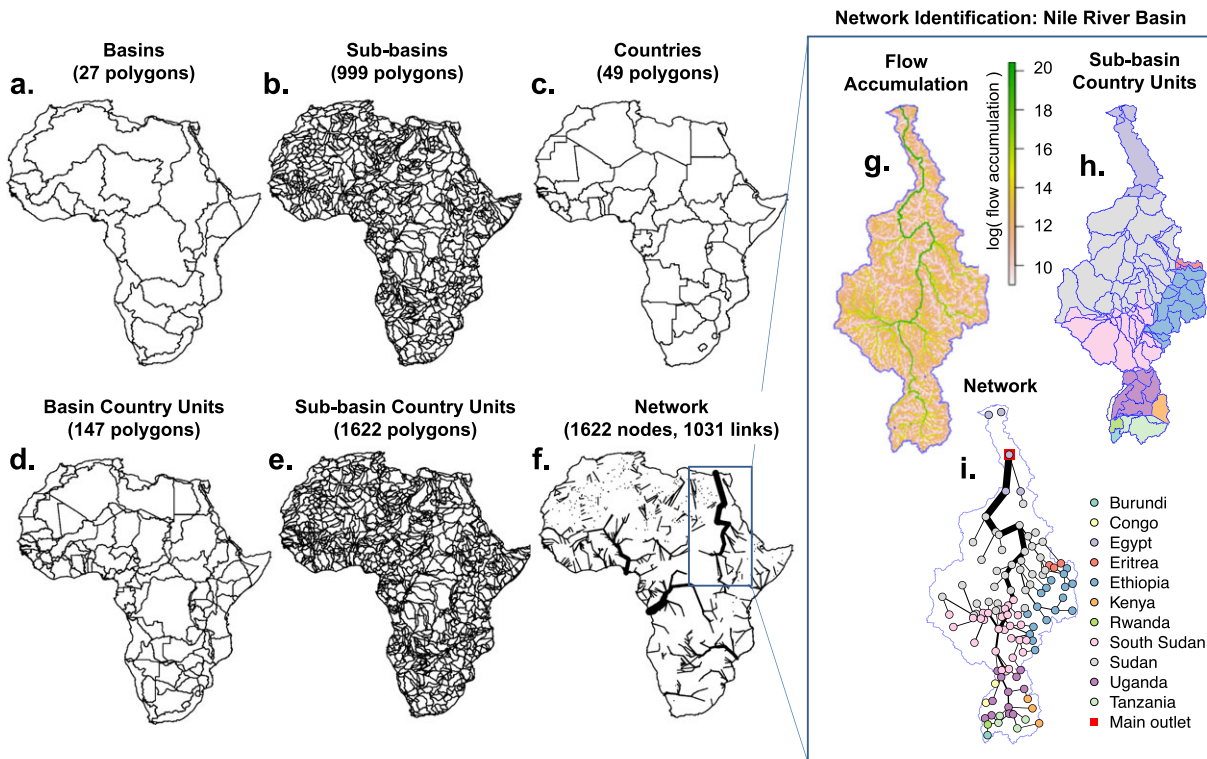 Network Identification: Nile River Basin
Basins
(27 polygons)
a.
Sub-basins
(999 polygons)
b.
Countries
(49 polygons)
c.
Basin Country Units
(147 polygons)
d.
Sub-basin Country Units
(1622 polygons)
e.
Network
(1622 nodes, 1031 links)
f.
Flow
Accumulation
g.
log( flow accumulation )
20
18
16
14
12
10
Sub-basin
Country Units
h.
Network
i.
Burundi
Congo
Egypt
Eritrea
Ethiopia
Kenya
Rwanda
South Sudan
Sudan
Uganda
Tanzania
Main outlet